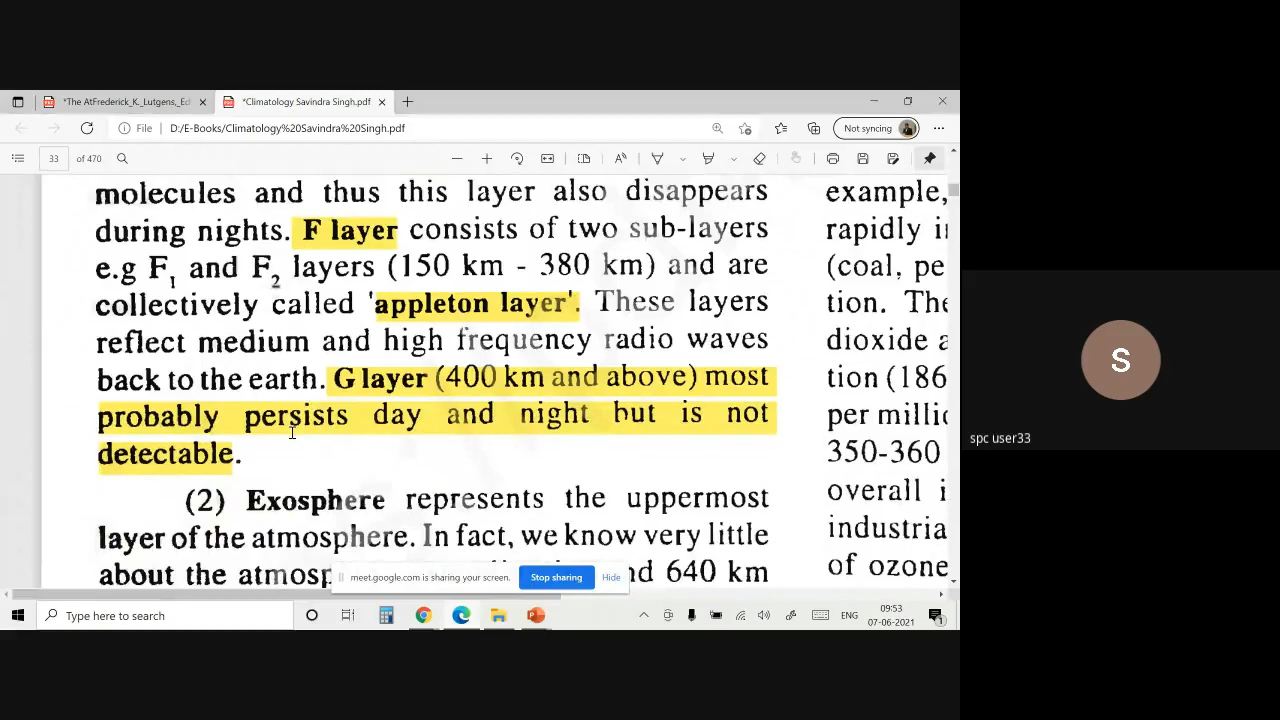 *The AtFrederick_K._Lutgens,_Ed
*Climatology Savindra Singh.pdf
File
D:/E-Books/Climatology%20Savindra%20Singh.pdf
Not syncing
33
of 470
molecules and thus this layer also disappears
during nights. F layer consists of two sub-layers
e.g F1 and F2 layers (150 km - 380 km) and are
collectively called 'appleton layer'. These layers
reflect medium and high frequency radio waves
back to the earth. G layer (400 km and above) most
probably persists day and night but is not
detectable.
(2) Exosphere represents the uppermost
layer of the atmosphere. In fact, we know very little
about the atmosp
nd 640 km
example,
rapidly i
(coal, pe
tion. The
dioxide a
tion (186
per millio
350-360
overall i
industria
of ozone
meet.google.com is sharing your screen.
Stop sharing
Hide
Type here to search
ENG
09:53
07-06-2021
1
S
spc user33